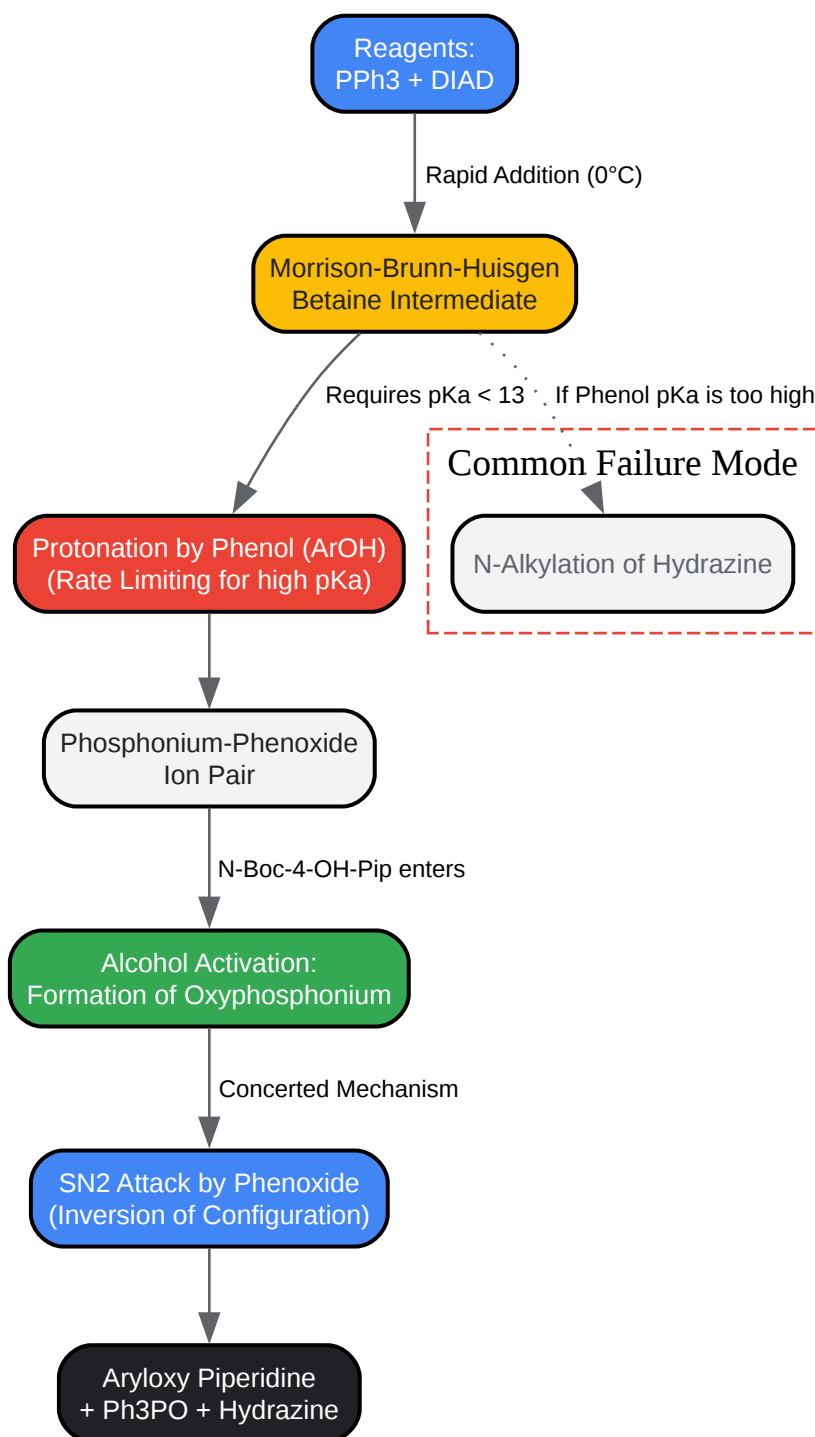 Reagents:
PPh3 + DIAD
Rapid Addition (0°C)
Morrison-Brunn-Huisgen
Betaine Intermediate
Requires pKa < 13
If Phenol pKa is too high
Common Failure Mode
Protonation by Phenol (ArOH)
(Rate Limiting for high pKa)
N-Alkylation of Hydrazine
Phosphonium-Phenoxide
Ion Pair
N-Boc-4-OH-Pip enters
Alcohol Activation:
Formation of Oxyphosphonium
Concerted Mechanism
SN2 Attack by Phenoxide
(Inversion of Configuration)
Aryloxy Piperidine
+ Ph3PO + Hydrazine